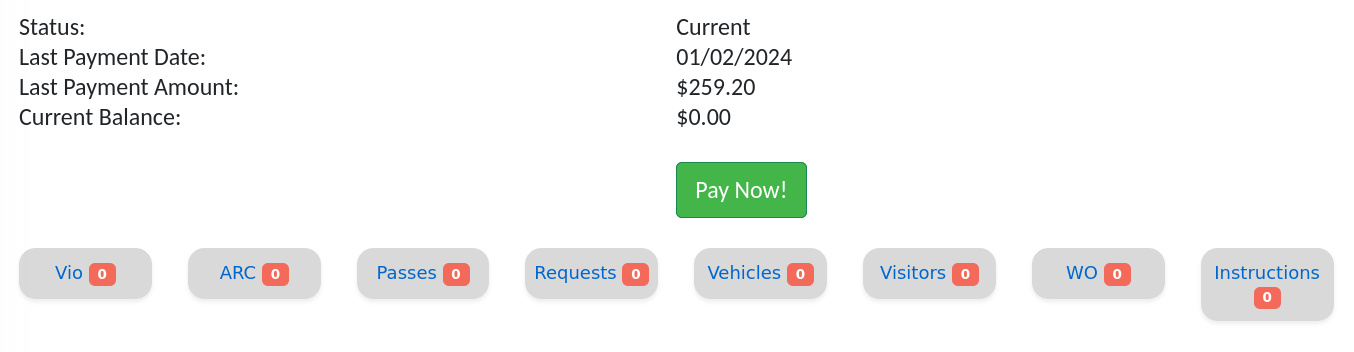 Status: Current
Last Payment Date: 01/02/2024
Last Payment Amount: $259.20
Current Balance: $0.00
Pay Now!
Vio 0 ARC 0 Passes 0 Requests 0 Vehicles 0 Visitors 0 WO 0 Instructions
0